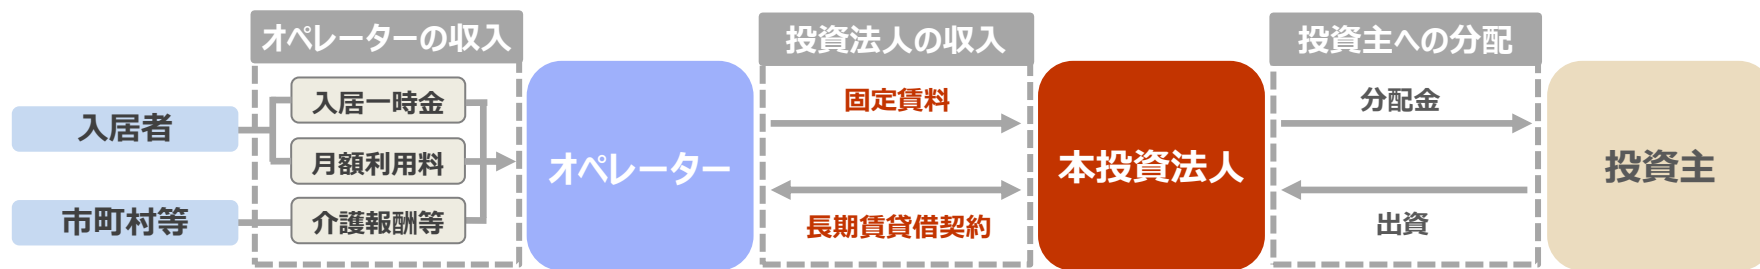 オペレーターの収入
投資法人の収入
投資主への分配
入居者
市町村等
入居一時金
月額利用料
介護報酬等
オペレーター
固定賃料
長期賃貸借契約
本投資法人
分配金
出資
投資主